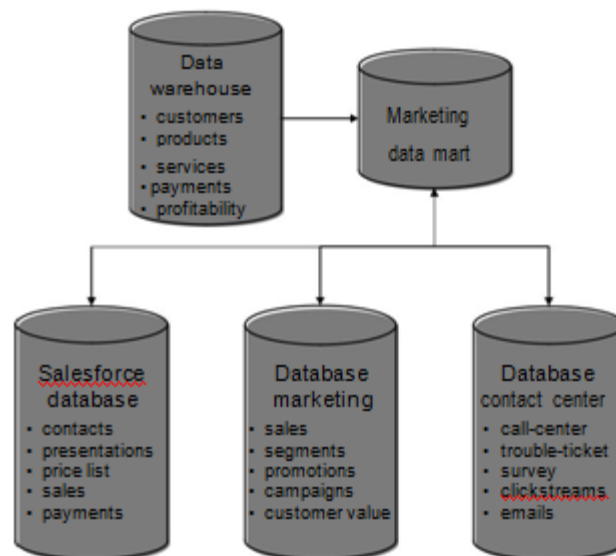 Data
warehouse
▪ customers
▪ products
▪ services
▪ payments
▪ profitability
Marketing
data mart
Salesforce
database
▪ contacts
▪ presentations
▪ price list
▪ sales
▪ payments
Database
marketing
▪ sales
▪ segments
▪ promotions
▪ campaigns
▪ customer value
Database
contact center
▪ call-center
▪ trouble-ticket
▪ survey
▪ clickstreams
▪ emails